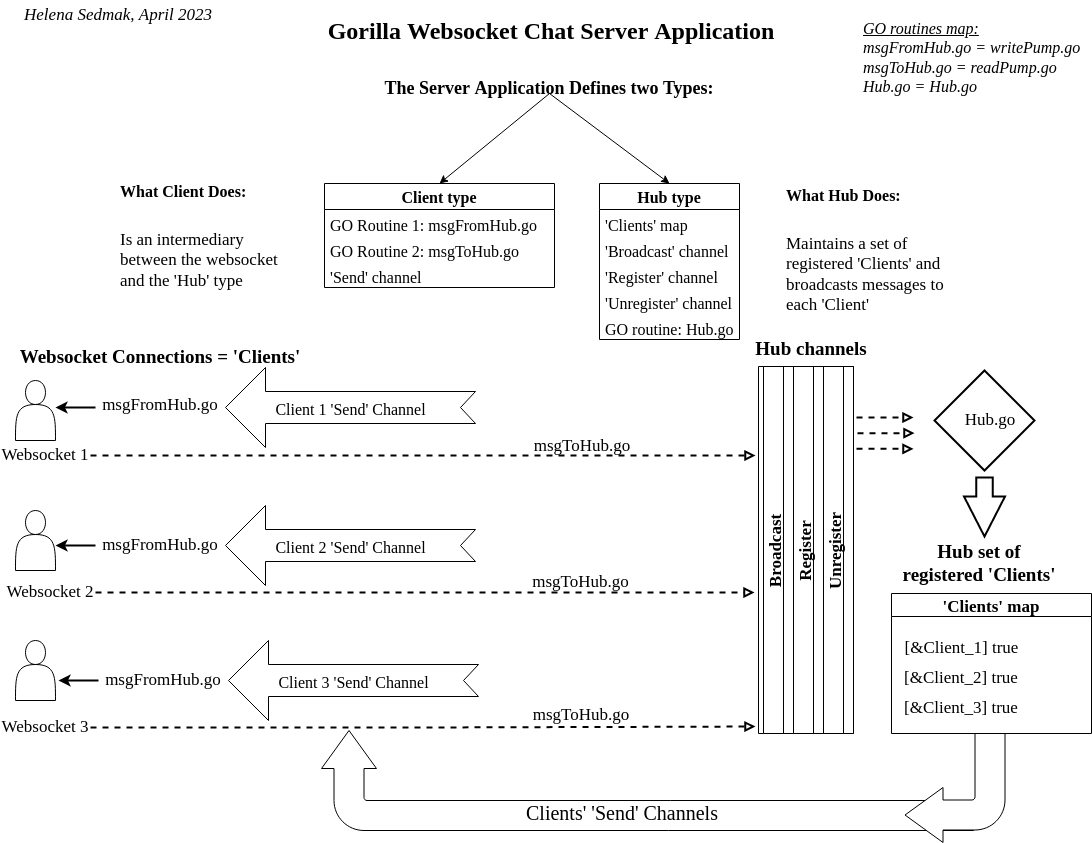 Helena Sedmak, April 2023
Gorilla Websocket Chat Server Application
GO routines map:
msgFromHub.go = writePump.go
msgToHub.go = readPump.go
Hub.go = Hub.go
The Server Application Defines two Types:
What Client Does:
Is an intermediary
between the websocket
and the 'Hub' type
Client type
GO Routine 1: msgFromHub.go
GO Routine 2: msgToHub.go
'Send' channel
Hub type
'Clients' map
'Broadcast' channel
'Register' channel
'Unregister' channel
GO routine: Hub.go
What Hub Does:
Maintains a set of
registered 'Clients' and
broadcasts messages to
each 'Client'
Websocket Connections = 'Clients'
msgFromHub.go
Client 1 'Send' Channel
Websocket 1
msgToHub.go
msgFromHub.go
Client 2 'Send' Channel
Websocket 2
msgToHub.go
msgFromHub.go
Client 3 'Send' Channel
Websocket 3
msgToHub.go
Hub channels
Broadcast
Register
Unregister
Hub.go
Hub set of
registered 'Clients'
'Clients' map
[&Client_1] true
[&Client_2] true
[&Client_3] true
Clients' 'Send' Channels